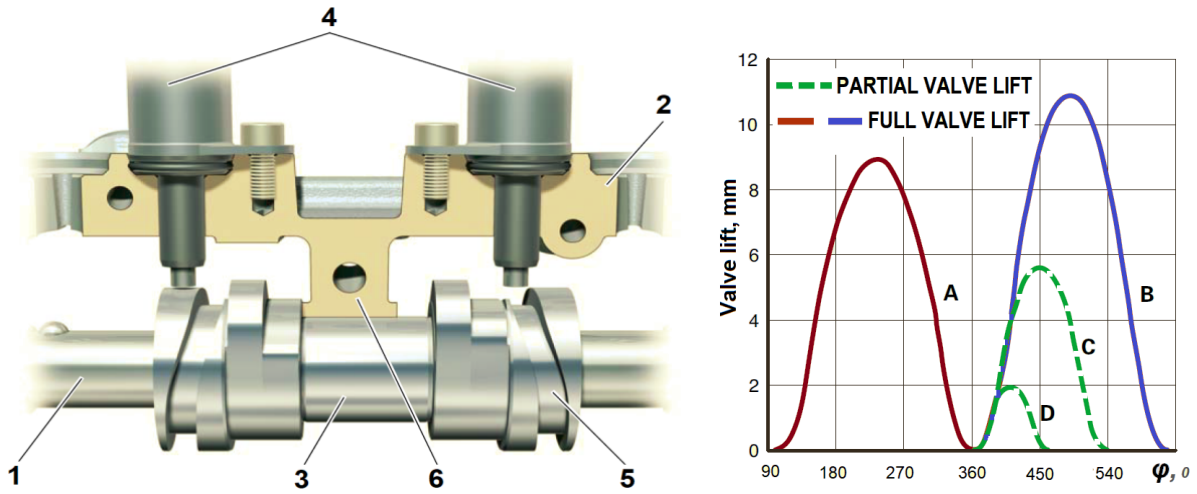 4
2
1
3
6
5
12
10
8
6
4
2
0
Valve lift, mm
PARTIAL VALVE LIFT
FULL VALVE LIFT
A
B
C
D
90 180 270 360 450 540 φ, 0